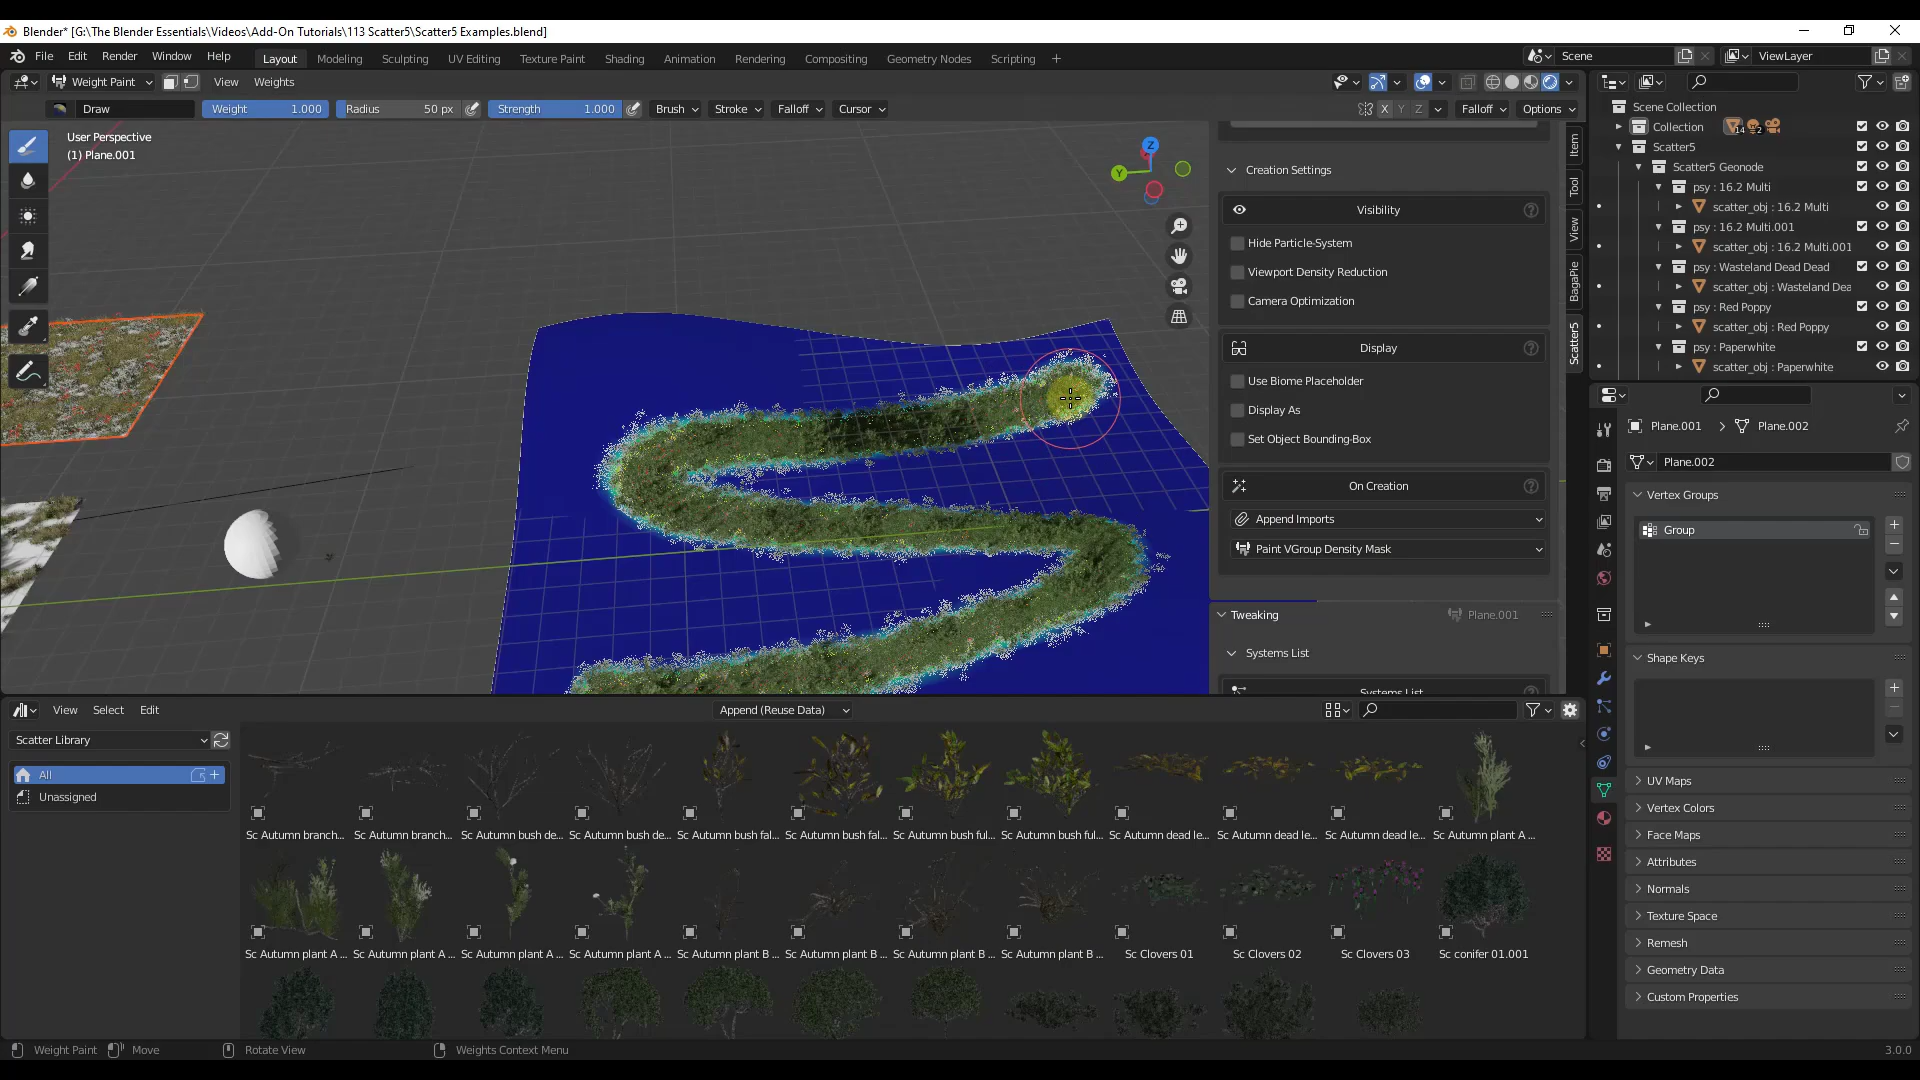 Blender* [G:\The Blender Essentials\Videos\Add-On Tutorials\113 Scatter5\Scatter5 Examples.blend]
File Edit Render Window Help
Layout Modeling Sculpting UV Editing Texture Paint Shading Animation Rendering Compositing Geometry Nodes Scripting +
Scene
ViewLayer
Weight Paint View Weights
Draw
Weight 1.000
Radius 50 px
Strength 1.000
Brush Stroke Falloff Cursor
X Y Z
Falloff
Options
User Perspective
(1) Plane.001
Z
Y
Item
Tool
View
BagaPie
Scatter5
Creation Settings
Visibility
Hide Particle-System
Viewport Density Reduction
Camera Optimization
Display
Use Biome Placeholder
Display As
Set Object Bounding-Box
On Creation
Append Imports
Paint VGroup Density Mask
Tweaking
Plane.001
Systems List
Systems List
Scene Collection
Collection 14 2
Scatter5
Scatter5 Geonode
psy : 16.2 Multi
scatter_obj : 16.2 Multi
psy : 16.2 Multi.001
scatter_obj : 16.2 Multi.001
psy : Wasteland Dead Dead
scatter_obj : Wasteland Dea
psy : Red Poppy
scatter_obj : Red Poppy
psy : Paperwhite
scatter_obj : Paperwhite
Plane.001 > Plane.002
Plane.002
Vertex Groups
Group
Shape Keys
UV Maps
Vertex Colors
Face Maps
Attributes
Normals
Texture Space
Remesh
Geometry Data
Custom Properties
View Select Edit
Append (Reuse Data)
Scatter Library
All
Unassigned
Sc Autumn branch... Sc Autumn branch... Sc Autumn bush de... Sc Autumn bush de... Sc Autumn bush fal... Sc Autumn bush fal... Sc Autumn bush ful... Sc Autumn bush ful... Sc Autumn dead le... Sc Autumn dead le... Sc Autumn dead le... Sc Autumn plant A ...
Sc Autumn plant A ... Sc Autumn plant A ... Sc Autumn plant A ... Sc Autumn plant A ... Sc Autumn plant B ... Sc Autumn plant B ... Sc Autumn plant B ... Sc Autumn plant B ... Sc Clovers 01 Sc Clovers 02 Sc Clovers 03 Sc conifer 01.001
Weight Paint Move Rotate View Weights Context Menu
3.0.0